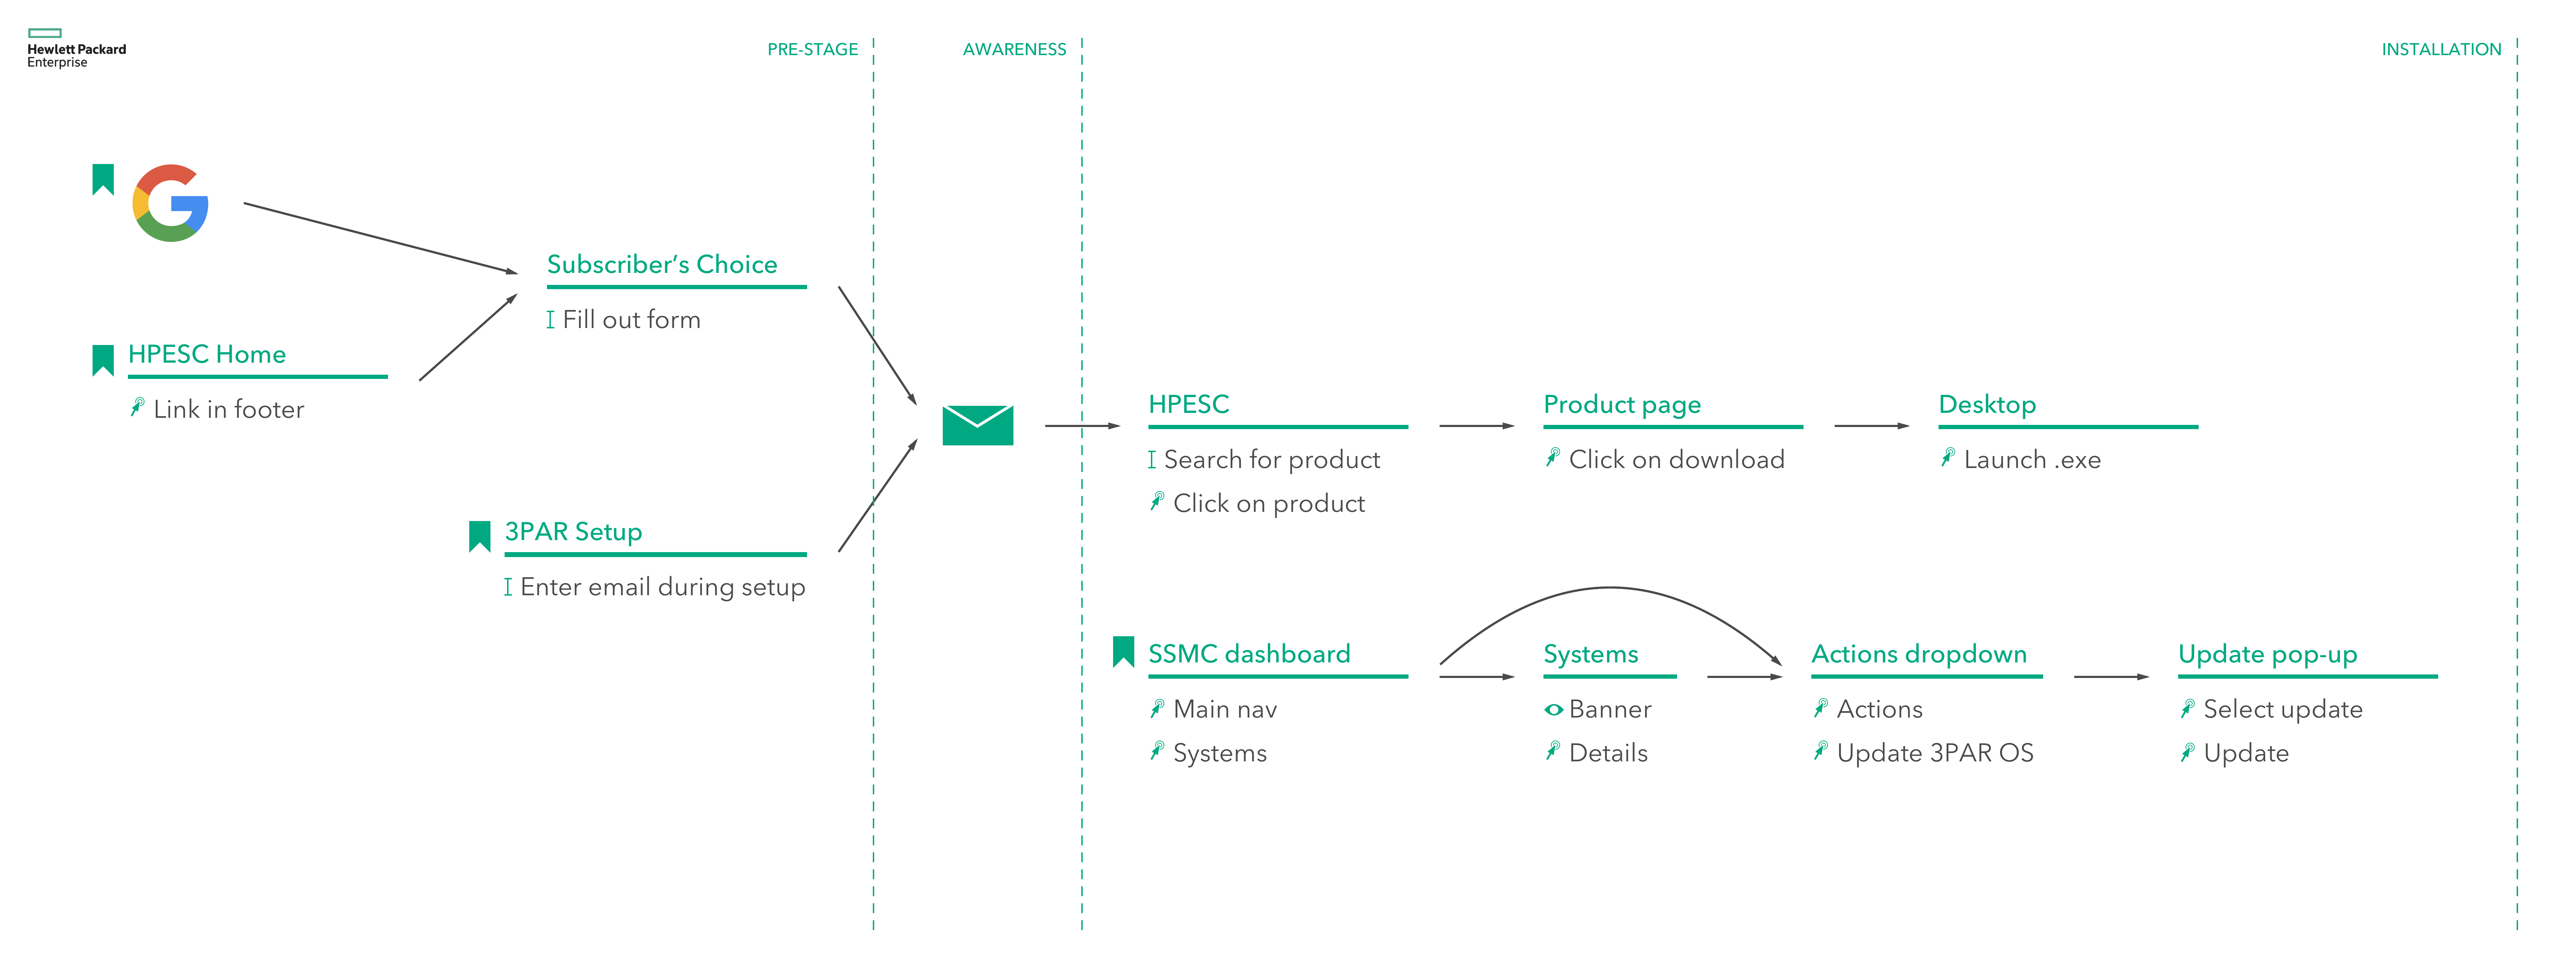 Hewlett Packard
Enterprise
PRE-STAGE
AWARENESS
INSTALLATION
Subscriber’s Choice
Fill out form
HPESC Home
Link in footer
3PAR Setup
Enter email during setup
HPESC
Search for product
Click on product
Product page
Click on download
Desktop
Launch .exe
SSMC dashboard
Main nav
Systems
Systems
Banner
Details
Actions dropdown
Actions
Update 3PAR OS
Update pop-up
Select update
Update